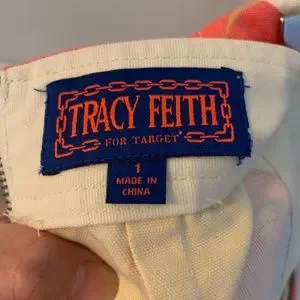 TRACY FEITH
FOR TARGET
1
MADE IN
CHINA